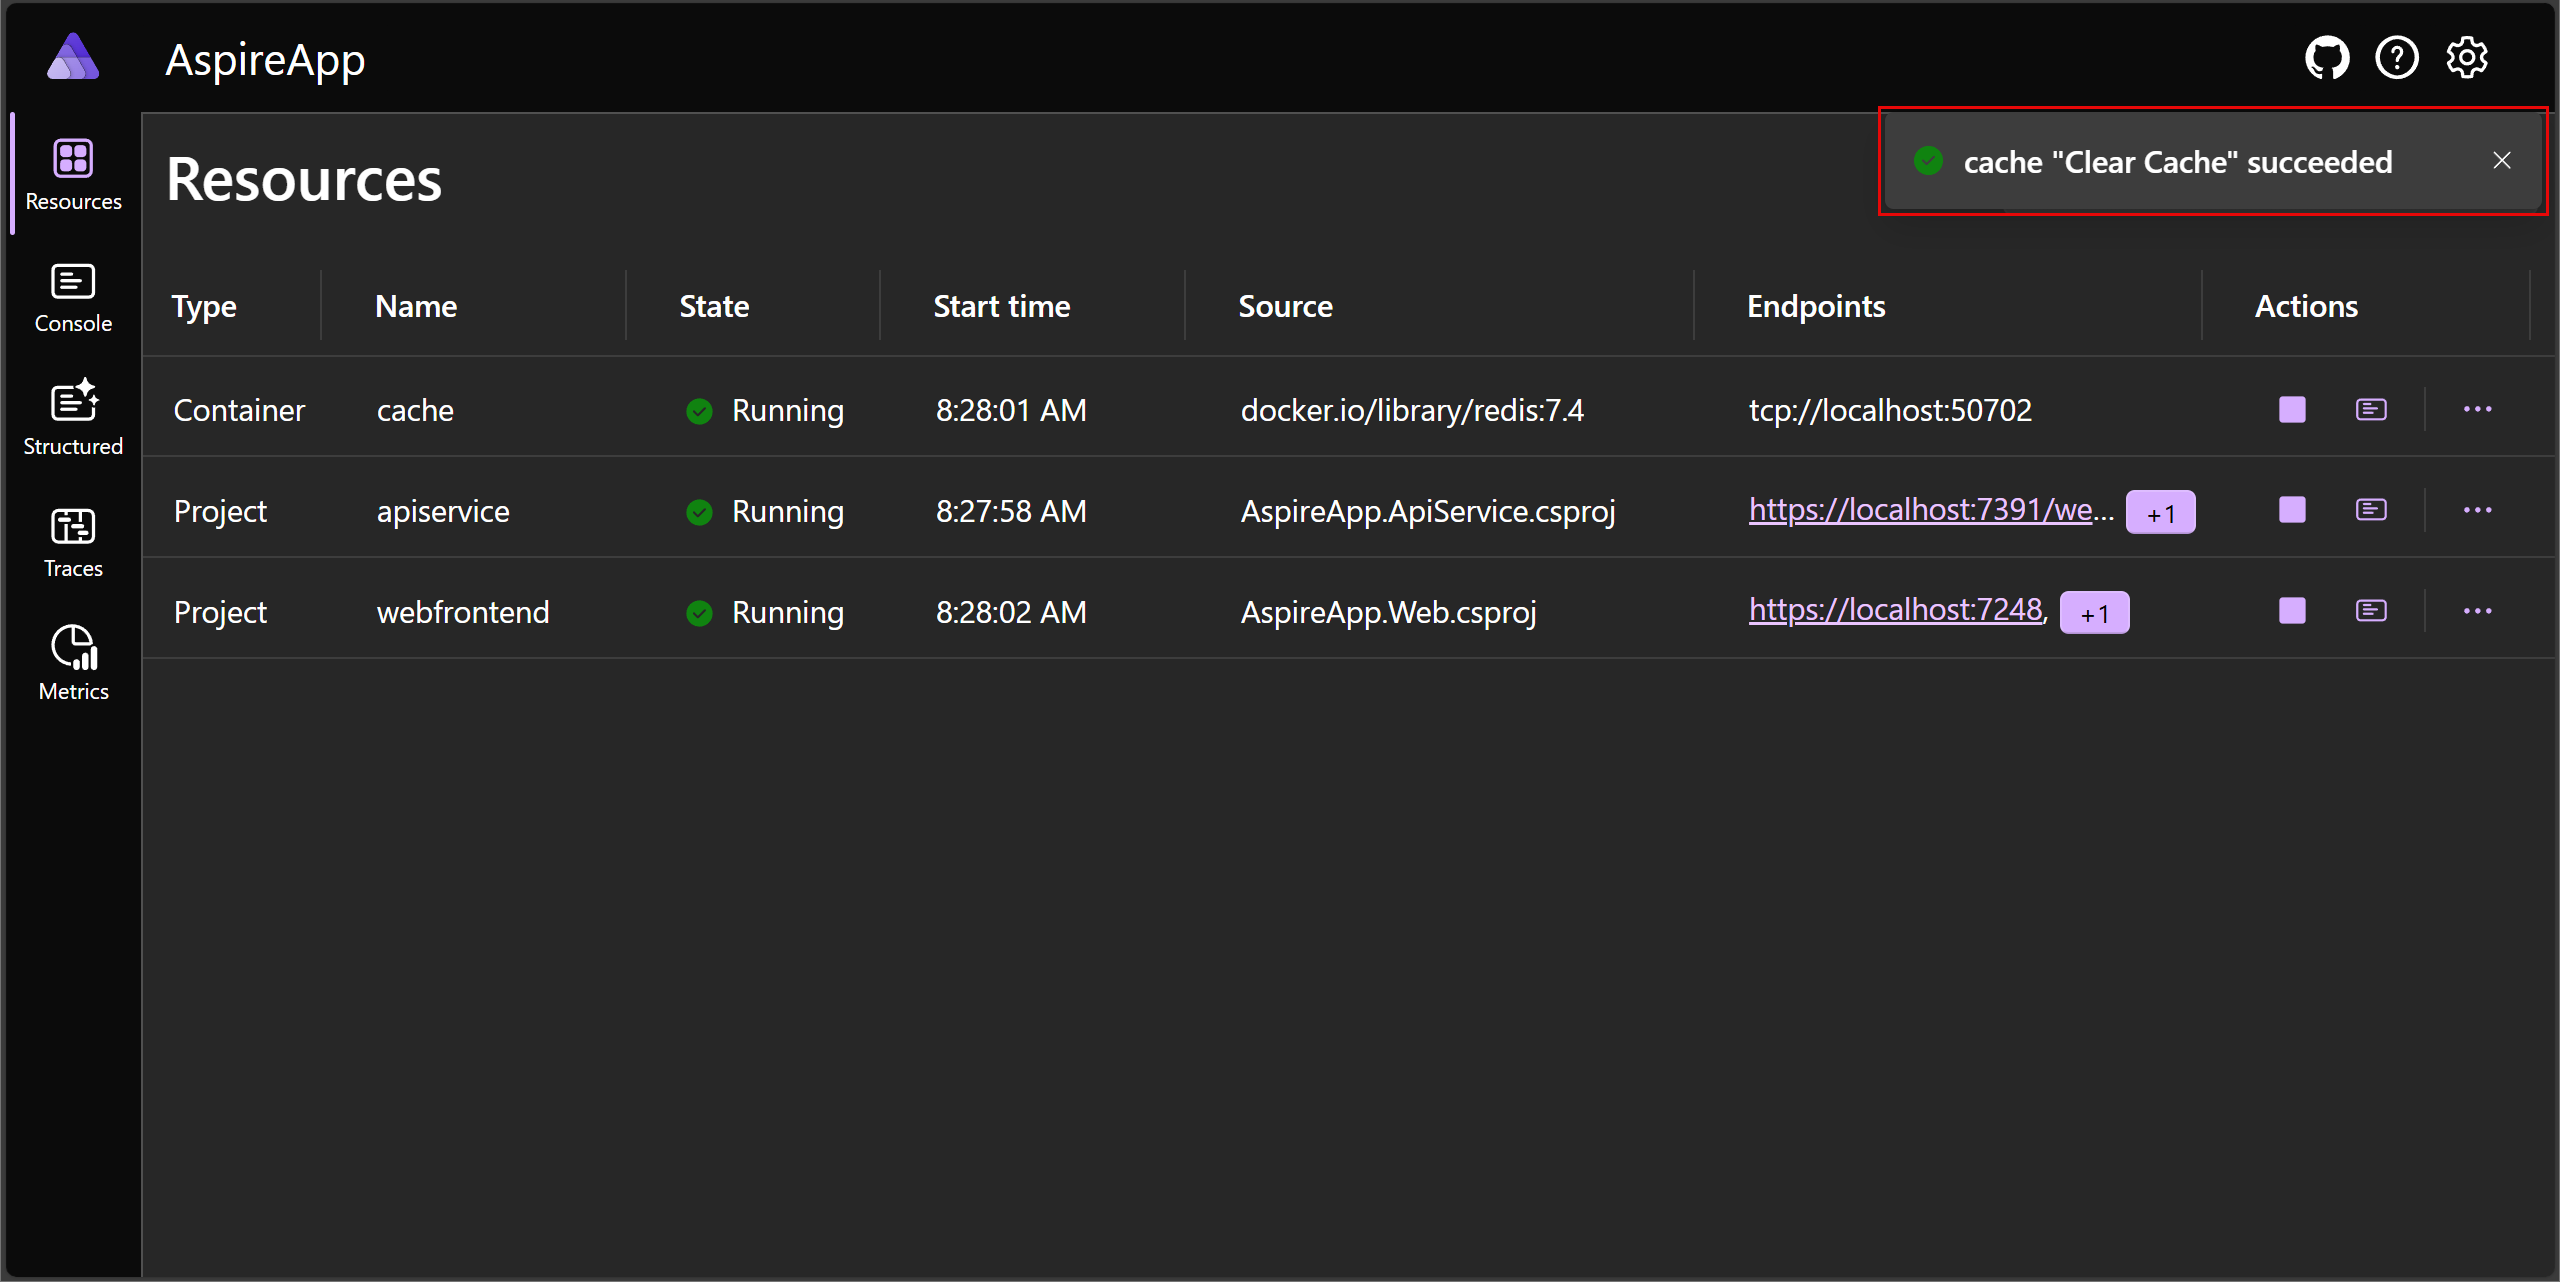 AspireApp
Resources
cache "Clear Cache" succeeded
Resources
Console
Structured
Traces
Metrics
Type Name State Start time Source Endpoints Actions
Container cache Running 8:28:01 AM docker.io/library/redis:7.4 tcp://localhost:50702
Project apiservice Running 8:27:58 AM AspireApp.ApiService.csproj https://localhost:7391/we... +1
Project webfrontend Running 8:28:02 AM AspireApp.Web.csproj https://localhost:7248, +1